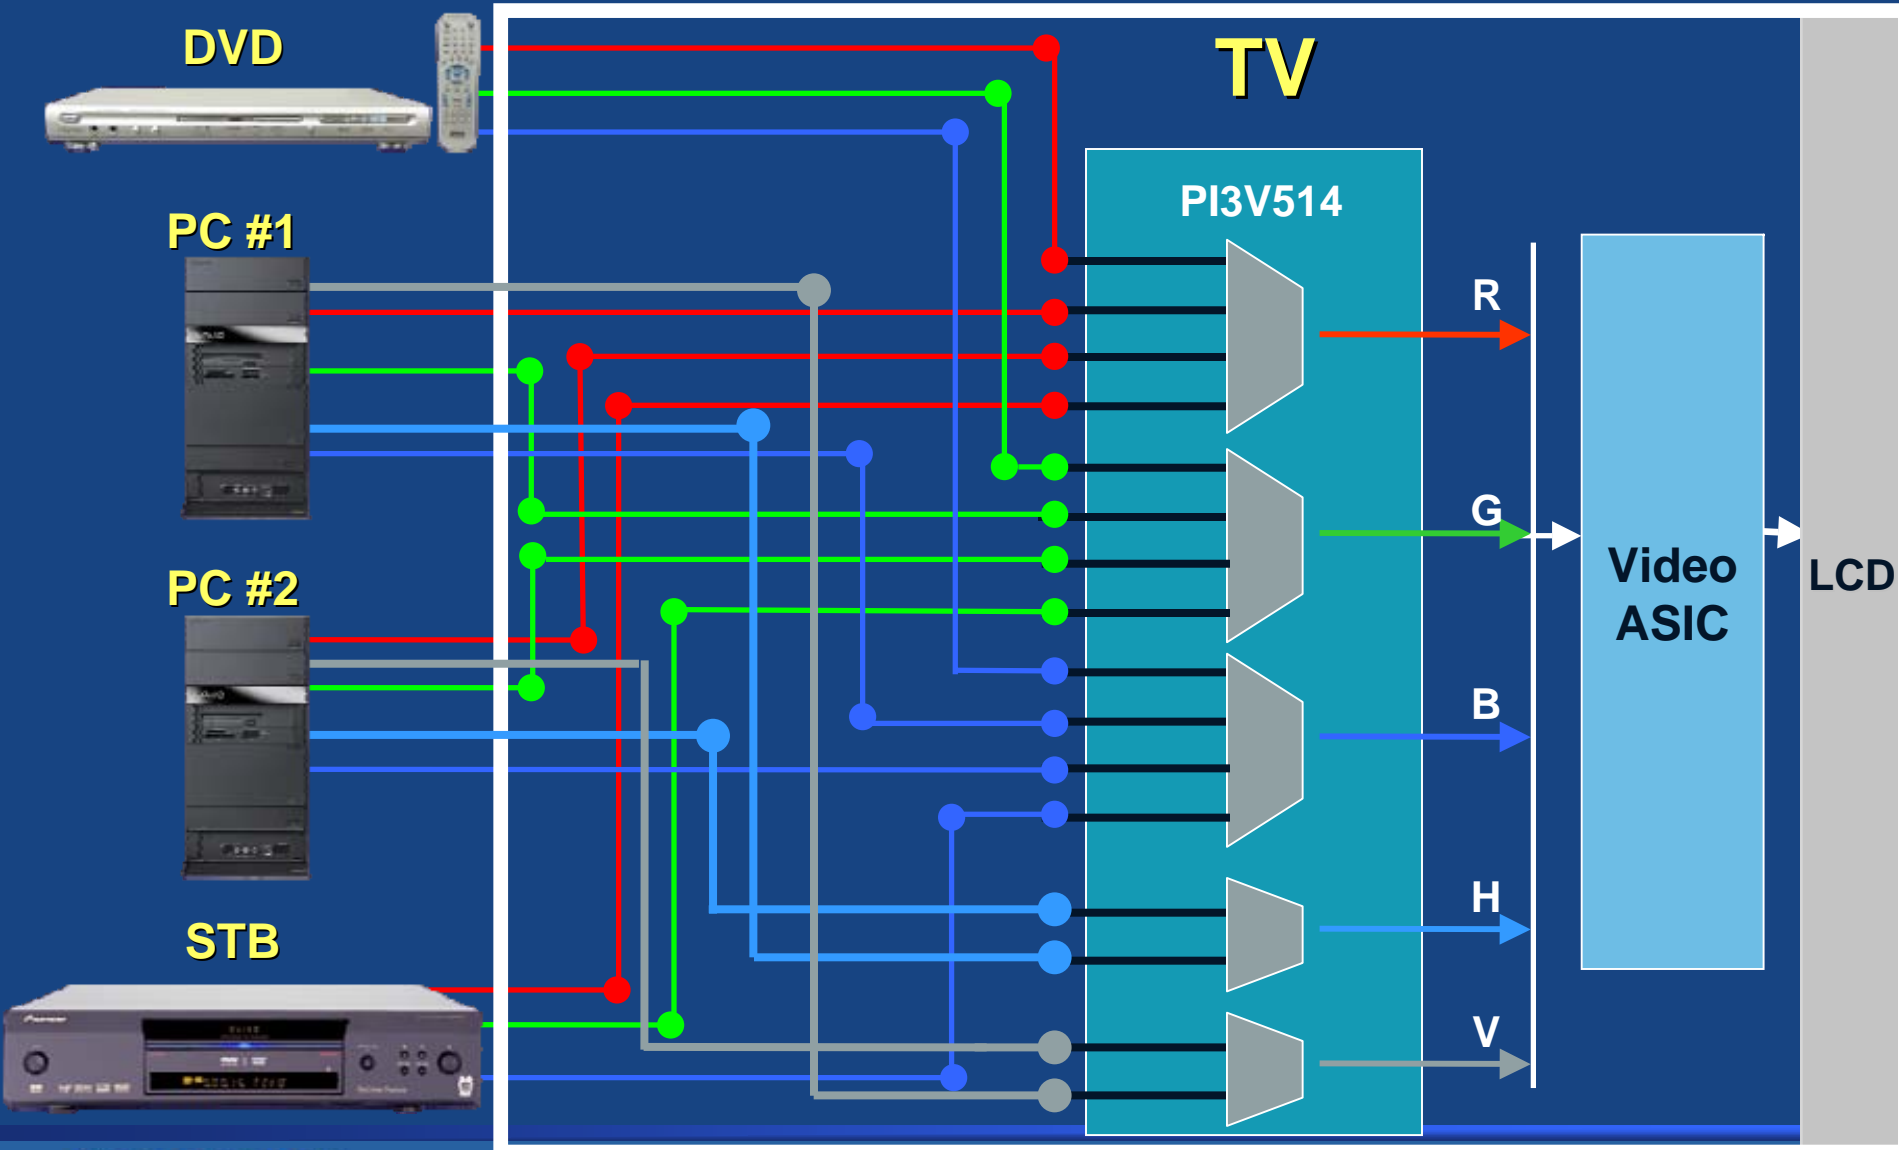 DVD
TV
PI3V514
PC #1
R
G
Video
ASIC
LCD
PC #2
B
H
STB
V